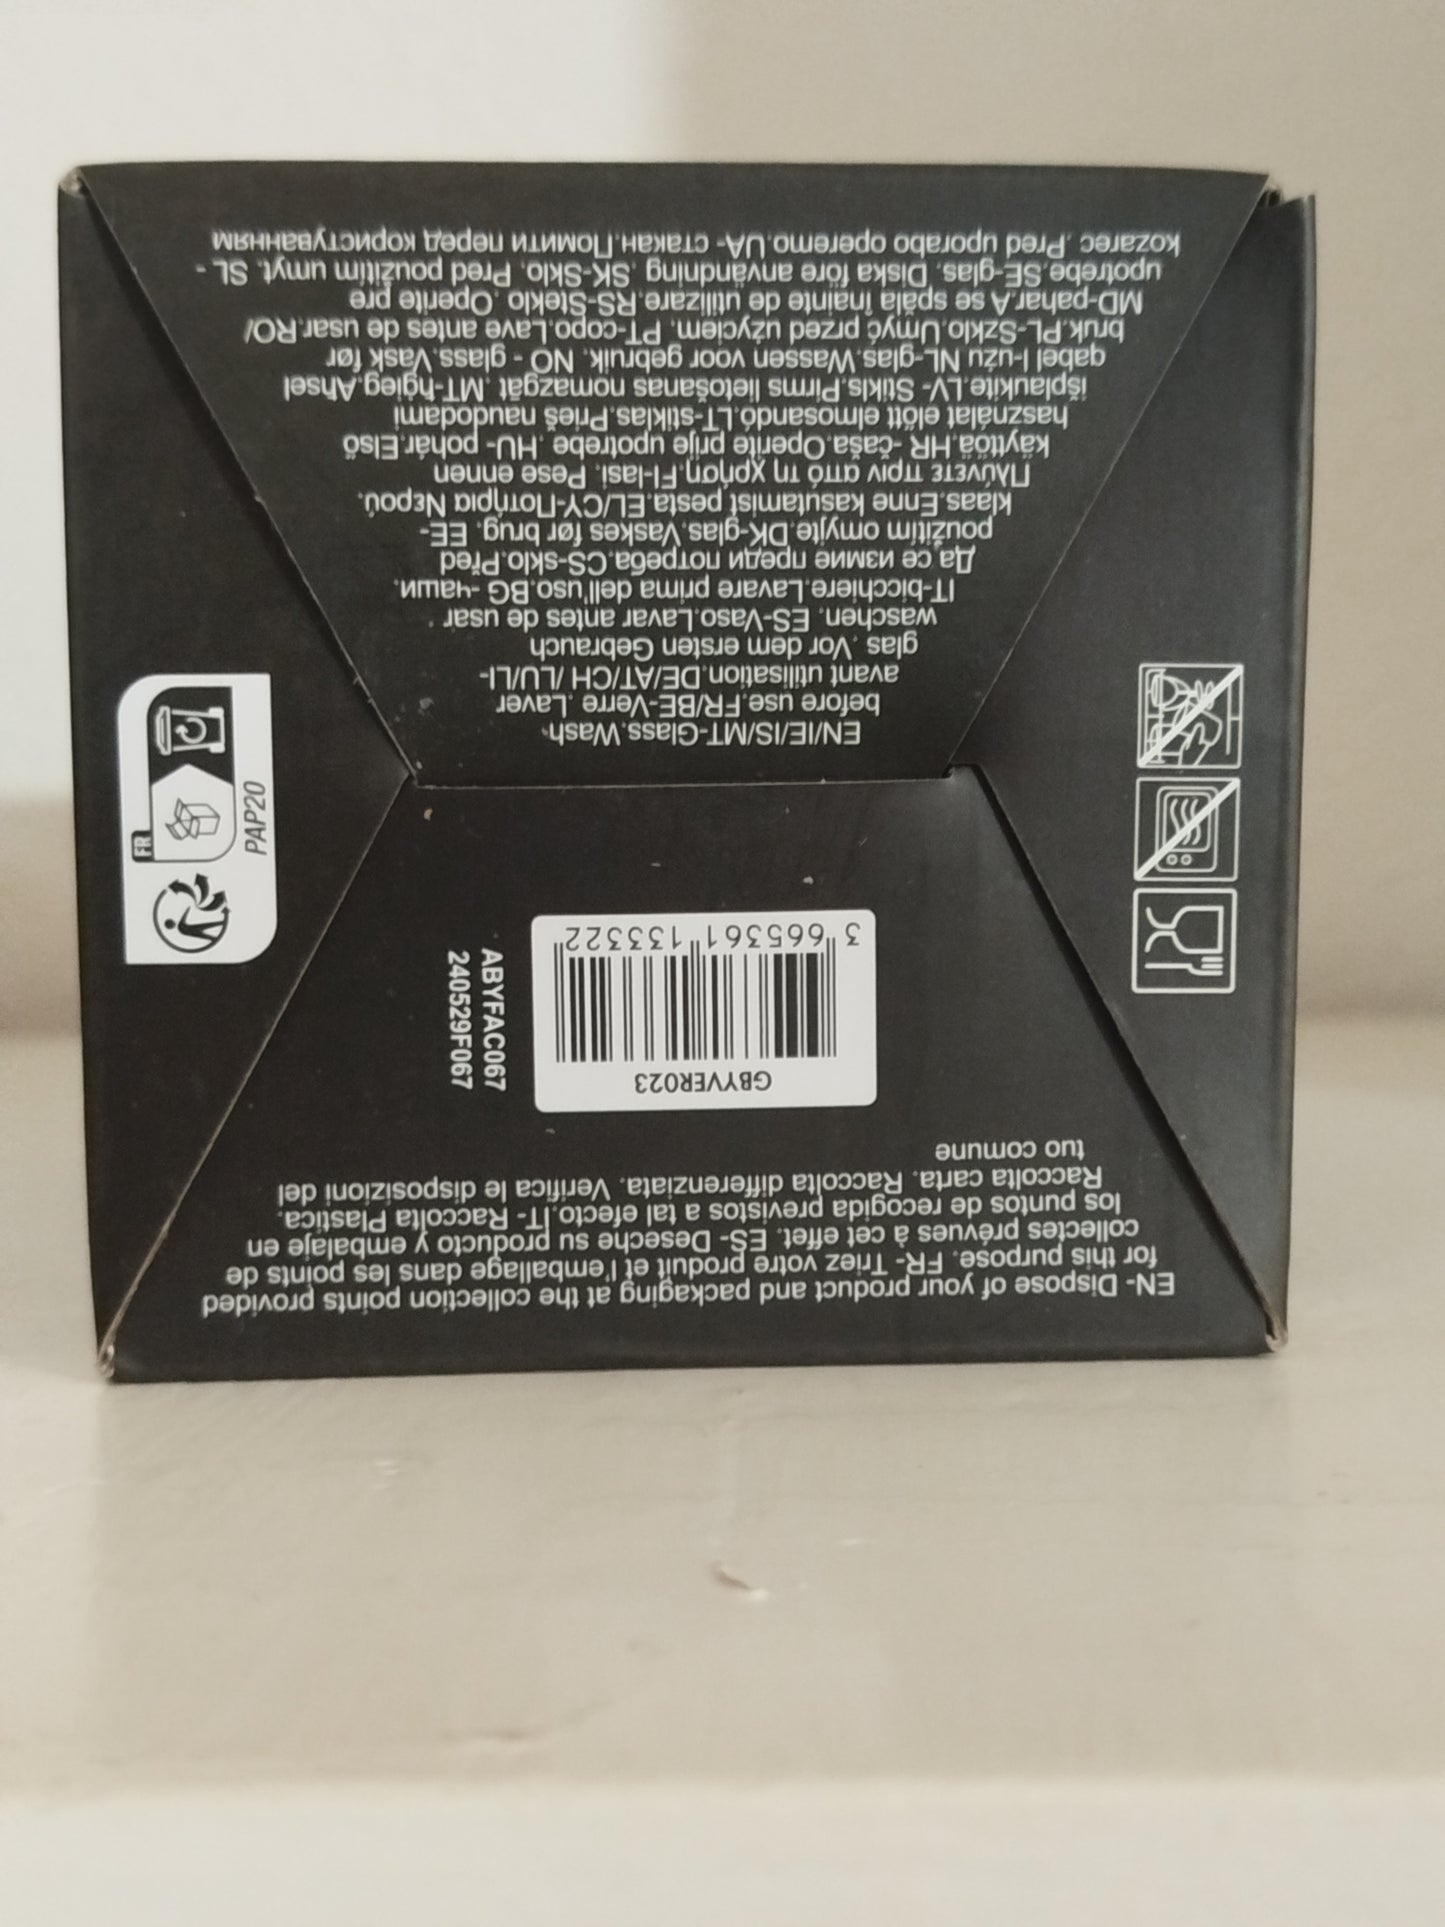 EN- Dispose of your product and packaging at the collection points provided
for this purpose. FR- Triez votre produit et l'emballage dans les points de
collectes prévues à cet effet. ES- Deseche su producto y embalaje en
los puntos de recogida previstos a tal efecto.IT- Raccolta Plastica.
Raccolta carta. Raccolta differenziata. Verifica le disposizioni del
tuo comune
GBYVER023
3 665361 133322
ABYFAC067
240529F067
FR
PAP20
EN/IE/IS/MT-Glass.Wash
before use.FR/BE-Verre .Laver
avant utilisation.DE/AT/CH /LU/LI-
glas .Vor dem ersten Gebrauch
waschen. ES-Vaso.Lavar antes de usar
IT-bicchiere.Lavare prima dell'uso.BG -чаши.
Да се измие преди потреба.CS-sklo.Před
použitím omyjte.DK-glas.Vaskes før brug. EE-
klaas.Enne kasutamist pesta.EL/CY-Ποτήρια Νερού.
Πλύνετε πριν από τη χρήση.FI-lasi. Pese ennen
käyttöä.HR -čaša.Operite prije upotrebe .HU- pohár.Első
használat előtt elmosandó.LT-stiklas.Prieš naudodami
išplaukite.LV- Stikls.Pirms lietošanas nomazgāt .MT-ħġieġ.Aħsel
qabel l-użu NL-glas.Wassen voor gebruik. NO - glass.Vask før
bruk.PL-Szkło.Umyć przed użyciem. PT-copo.Lave antes de usar.RO/
MD-pahar.A se spăla înainte de utilizare.RS-Steklo .Operite pre
upotrebe.SE-glas. Diska före användning .SK-Sklo. Pred použitím umyť. SL -
kozarec .Pred uporabo operemo.UA- стакан.Помити перед користуванням